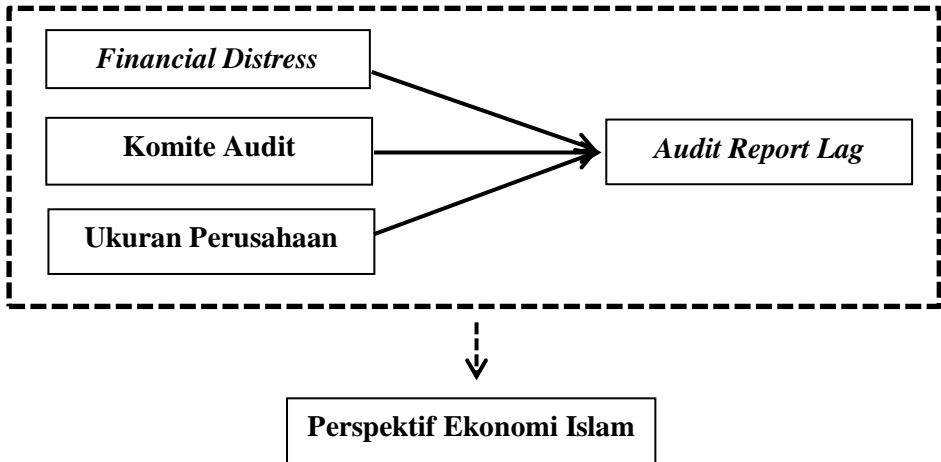 Financial Distress
Komite Audit
Audit Report Lag
Ukuran Perusahaan
Perspektif Ekonomi Islam